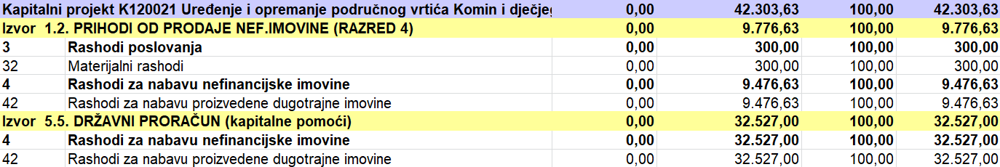 Kapitalni projekt K120021 Uređenje i opremanje područnog vrtića Komin i dječje 0,00 42.303,63 100,00 42.303,63
Izvor 1.2. PRIHODI OD PRODAJE NEF.IMOVINE (RAZRED 4) 0,00 9.776,63 100,00 9.776,63
3 Rashodi poslovanja 0,00 300,00 100,00 300,00
32 Materijalni rashodi 0,00 300,00 100,00 300,00
4 Rashodi za nabavu nefinancijske imovine 0,00 9.476,63 100,00 9.476,63
42 Rashodi za nabavu proizvedene dugotrajne imovine 0,00 9.476,63 100,00 9.476,63
Izvor 5.5. DRŽAVNI PRORAČUN (kapitalne pomoći) 0,00 32.527,00 100,00 32.527,00
4 Rashodi za nabavu nefinancijske imovine 0,00 32.527,00 100,00 32.527,00
42 Rashodi za nabavu proizvedene dugotrajne imovine 0,00 32.527,00 100,00 32.527,00